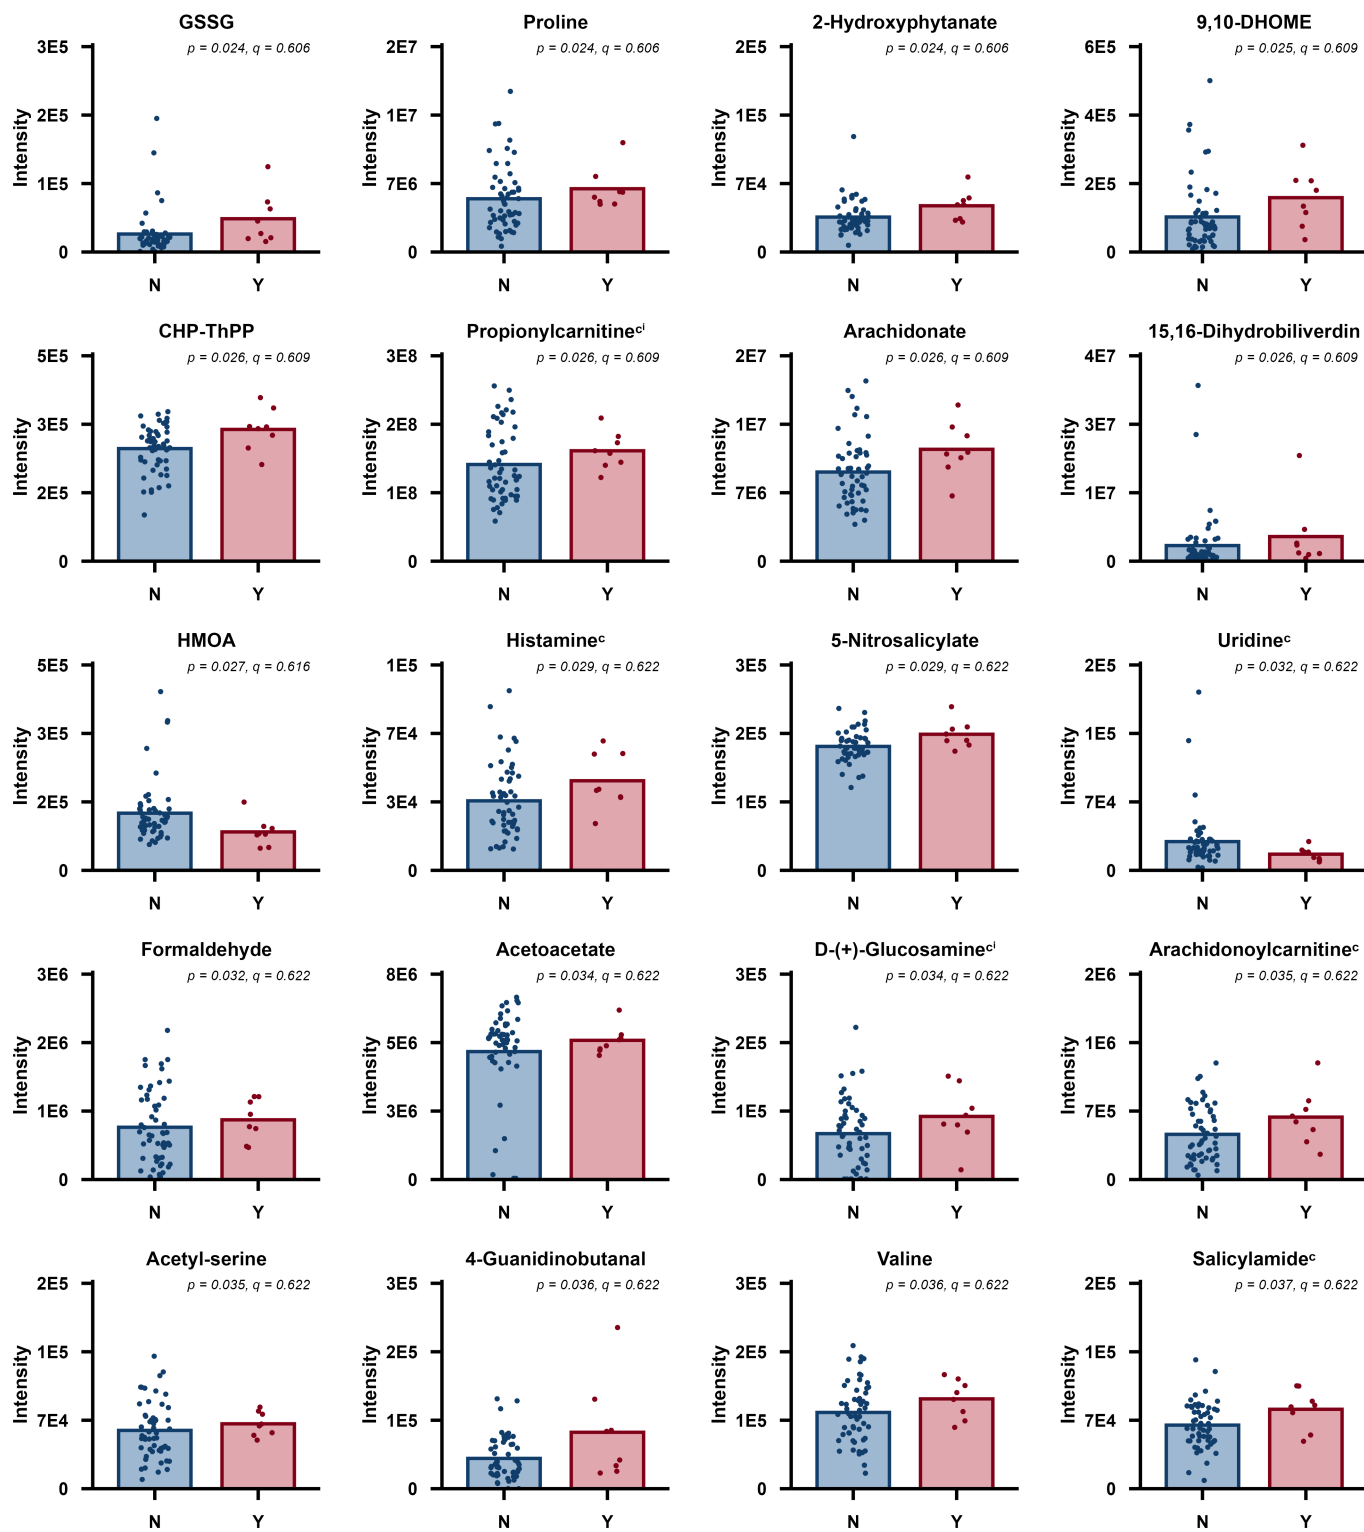 GSSG
p = 0.024, q = 0.606
Intensity
3E5
2E5
1E5
0
N Y
Proline
p = 0.024, q = 0.606
Intensity
2E7
1E7
7E6
0
N Y
2-Hydroxyphytanate
p = 0.024, q = 0.606
Intensity
2E5
1E5
7E4
0
N Y
9,10-DHOME
p = 0.025, q = 0.609
Intensity
6E5
4E5
2E5
0
N Y
CHP-ThPP
p = 0.026, q = 0.609
Intensity
5E5
3E5
2E5
0
N Y
Propionylcarnitineᶜⁱ
p = 0.026, q = 0.609
Intensity
3E8
2E8
1E8
0
N Y
Arachidonate
p = 0.026, q = 0.609
Intensity
2E7
1E7
7E6
0
N Y
15,16-Dihydrobiliverdin
p = 0.026, q = 0.609
Intensity
4E7
3E7
1E7
0
N Y
HMOA
p = 0.027, q = 0.616
Intensity
5E5
3E5
2E5
0
N Y
Histamineᶜ
p = 0.029, q = 0.622
Intensity
1E5
7E4
3E4
0
N Y
5-Nitrosalicylate
p = 0.029, q = 0.622
Intensity
3E5
2E5
1E5
0
N Y
Uridineᶜ
p = 0.032, q = 0.622
Intensity
2E5
1E5
7E4
0
N Y
Formaldehyde
p = 0.032, q = 0.622
Intensity
3E6
2E6
1E6
0
N Y
Acetoacetate
p = 0.034, q = 0.622
Intensity
8E6
5E6
3E6
0
N Y
D-(+)-Glucosamineᶜⁱ
p = 0.034, q = 0.622
Intensity
3E5
2E5
1E5
0
N Y
Arachidonoylcarnitineᶜ
p = 0.035, q = 0.622
Intensity
2E6
1E6
7E5
0
N Y
Acetyl-serine
p = 0.035, q = 0.622
Intensity
2E5
1E5
7E4
0
N Y
4-Guanidinobutanal
p = 0.036, q = 0.622
Intensity
3E5
2E5
1E5
0
N Y
Valine
p = 0.036, q = 0.622
Intensity
3E5
2E5
1E5
0
N Y
Salicylamideᶜ
p = 0.037, q = 0.622
Intensity
2E5
1E5
7E4
0
N Y